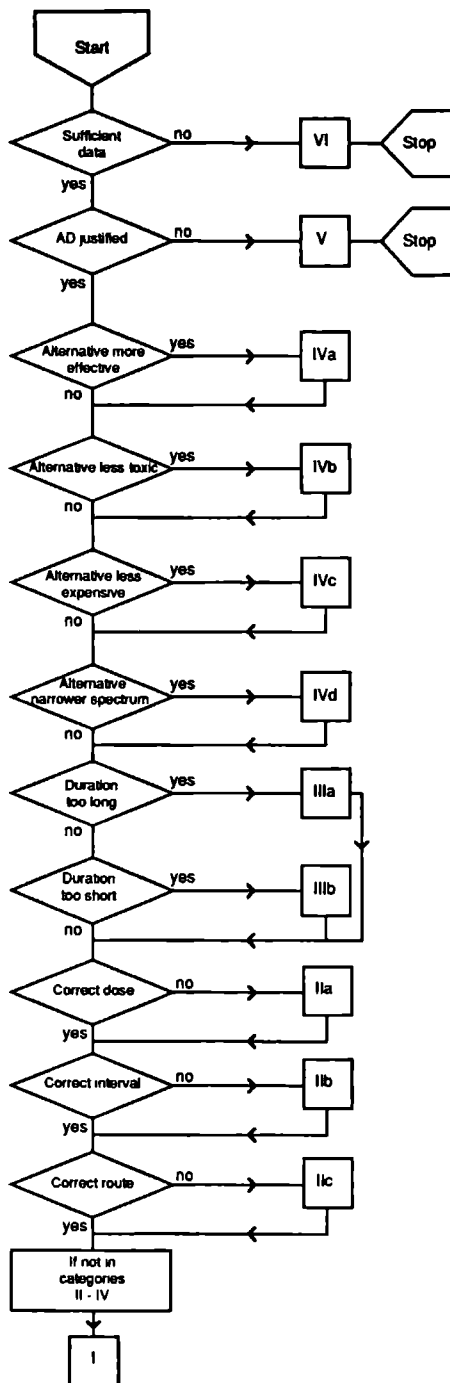 Start
Sufficient
data
no
VI
Stop
yes
AD justified
no
V
Stop
yes
Alternative more
effective
yes
IVa
no
Alternative less toxic
yes
IVb
no
Alternative less
expensive
yes
IVc
no
Alternative
narrower spectrum
yes
IVd
no
Duration
too long
yes
IIIa
no
Duration
too short
yes
IIIb
no
Correct dose
no
IIa
yes
Correct interval
no
IIb
yes
Correct route
no
IIc
yes
If not in
categories
II - IV
I